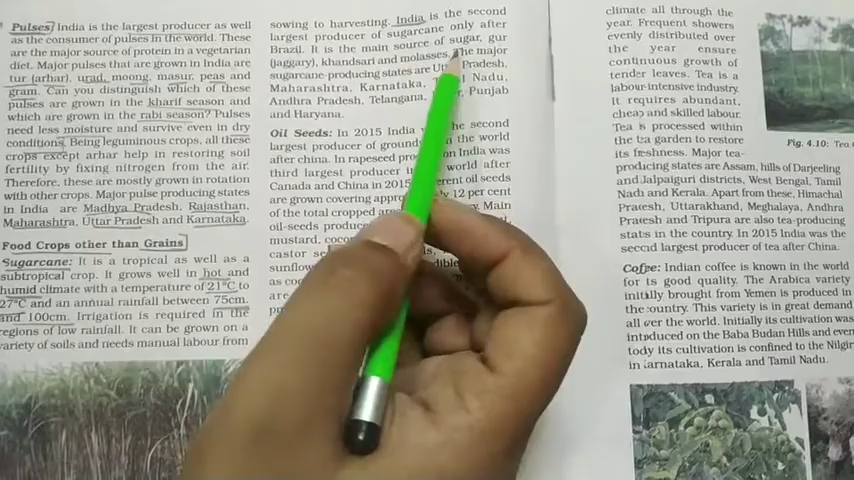 Pulses: India is the largest producer as well
as the consumer of pulses in the world. These
are the major source of protein in a vegetarian
diet. Major pulses that are grown in India are
tur (arhar), urad, moong, masur, peas and
gram. Can you distinguish which of these
pulses are grown in the kharif season and
which are grown in the rabi season? Pulses
need less moisture and survive even in dry
conditions. Being leguminous crops, all these
crops except arhar help in restoring soil
fertility by fixing nitrogen from the air.
Therefore, these are mostly grown in rotation
with other crops. Major pulse producing states
in India are Madhya Pradesh, Rajasthan,
Maharashtra, Uttar Pradesh and Karnataka.
Food Crops other than Grains
Sugarcane: It is a tropical as well as a
subtropical crop. It grows well in hot and
humid climate with a temperature of 21°C to
27°C and an annual rainfall between 75cm.
and 100cm. Irrigation is required in the
regions of low rainfall. It can be grown on a
variety of soils and needs manual labour from
sowing to harvesting. India is the second
largest producer of sugarcane only after
Brazil. It is the main source of sugar, gur
(jaggary), khandsari and molasses. The major
sugarcane-producing states are Pradesh,
Maharashtra, Karnataka, Nadu,
Andhra Pradesh, Telangana, Punjab
and Haryana.
Oil Seeds: In 2015 India the second
largest producer of in the world
after china. In rapeseed India was
third largest producer in world after
Canada and China in 2015 oil seeds
are grown covering 12 per cent
of the total cropped Main
oil-seeds
mustard,
castor
sunflow
as co
climate all through the
year. Frequent showers
evenly distributed over
the year ensure
continuous growth of
tender leaves. Tea is a
labour-intensive industry.
It requires abundant,
cheap and skilled labour.
Tea is processed within
the tea garden to restore
its freshness. Major tea-
producing states are Assam, hills of Darjeeling
and Jalpaiguri districts, West Bengal, Tamil
Nadu and Kerala. Apart from these, Himachal
Praesh, Uttarakhand, Meghalaya, Andhra
Praesh and Tripura are also tea-producing
states in the country. In 2015 India was the
second largest producer of tea after China.
Fig. 4.10: Tea
Coffee: Indian coffee is known in the world
for its good quality. The Arabica variety
initially brought from Yemen is produced in
the country. This variety is in great demand
all over the world. Initially its cultivation was
introduced on the Baba Budan Hills and even
today its cultivation is confined to the Nilgiri
in Karnataka, Kerala and Tamil Nadu.